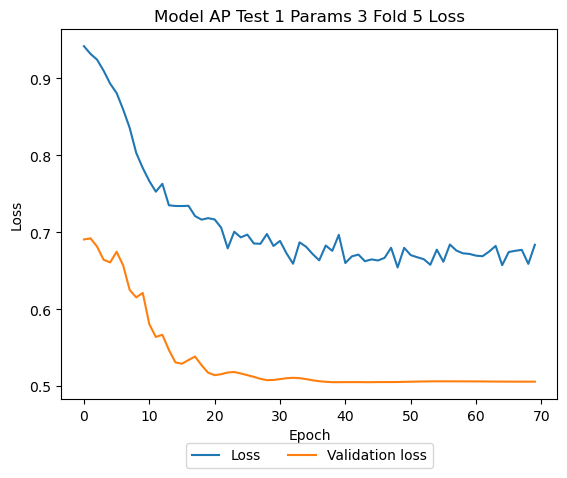 Model AP Test 1 Params 3 Fold 5 Loss
Loss
0.9
0.8
0.7
0.6
0.5
0 10 20 30 40 50 60 70
Epoch
Loss Validation loss